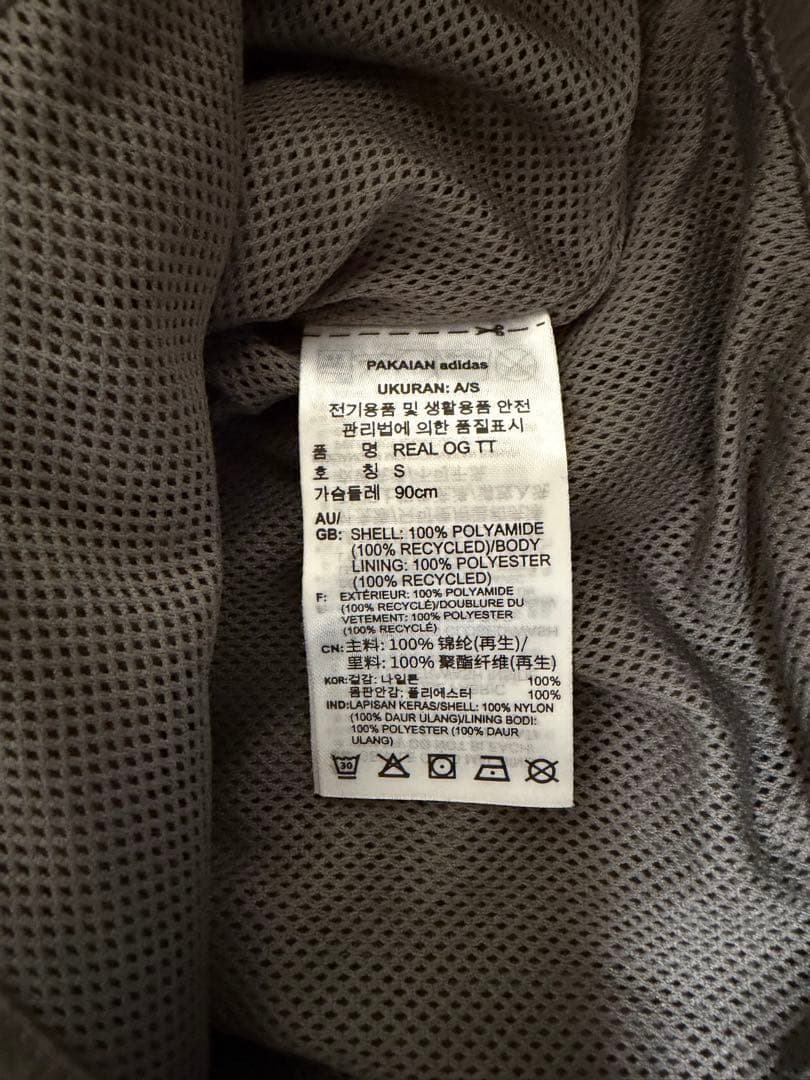 PAKAIAN adidas
UKURAN: A/S
전기용품 및 생활용품 안전
관리법에 의한 품질표시
품 명 REAL OG TT
호 칭 S
가슴둘레 90cm
AU/
GB: SHELL: 100% POLYAMIDE
(100% RECYCLED)/BODY
LINING: 100% POLYESTER
(100% RECYCLED)
F: EXTÉRIEUR: 100% POLYAMIDE
(100% RECYCLÉ)/DOUBLURE DU
VETEMENT: 100% POLYESTER
(100% RECYCLÉ)
CN: 主料: 100% 锦纶(再生)/
里料: 100% 聚酯纤维(再生)
KOR: 겉감: 나일론 100%
몸판안감: 폴리에스터 100%
IND: LAPISAN KERAS/SHELL: 100% NYLON
(100% DAUR ULANG)/LINING BODI:
100% POLYESTER (100% DAUR
ULANG)
30